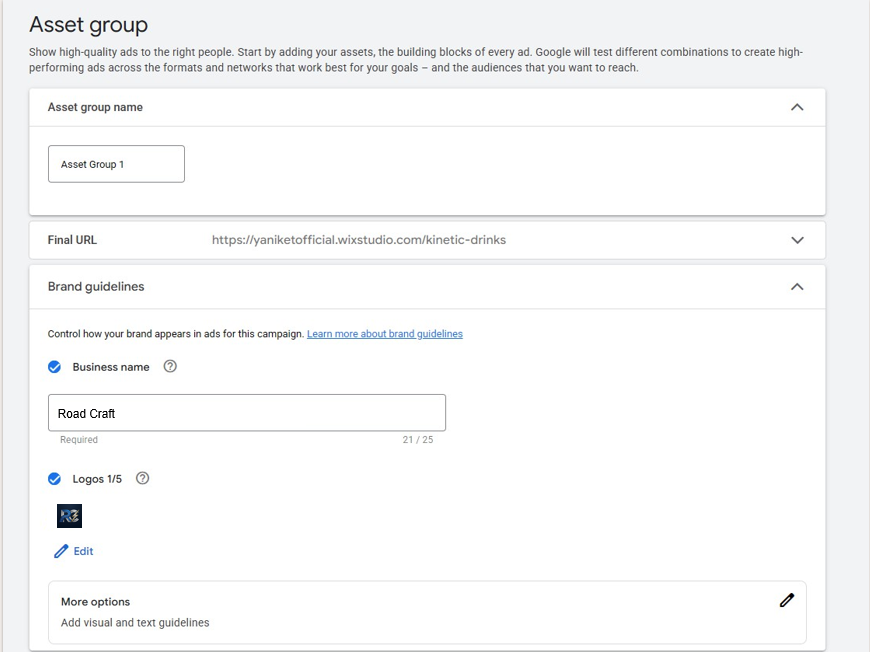 Asset group
Show high-quality ads to the right people. Start by adding your assets, the building blocks of every ad. Google will test different combinations to create high-
performing ads across the formats and networks that work best for your goals – and the audiences that you want to reach.
Asset group name
Asset Group 1
Final URL https://yaniketofficial.wixstudio.com/kinetic-drinks
Brand guidelines
Control how your brand appears in ads for this campaign. Learn more about brand guidelines
Business name
Road Craft
Required 21 / 25
Logos 1/5
Edit
More options
Add visual and text guidelines